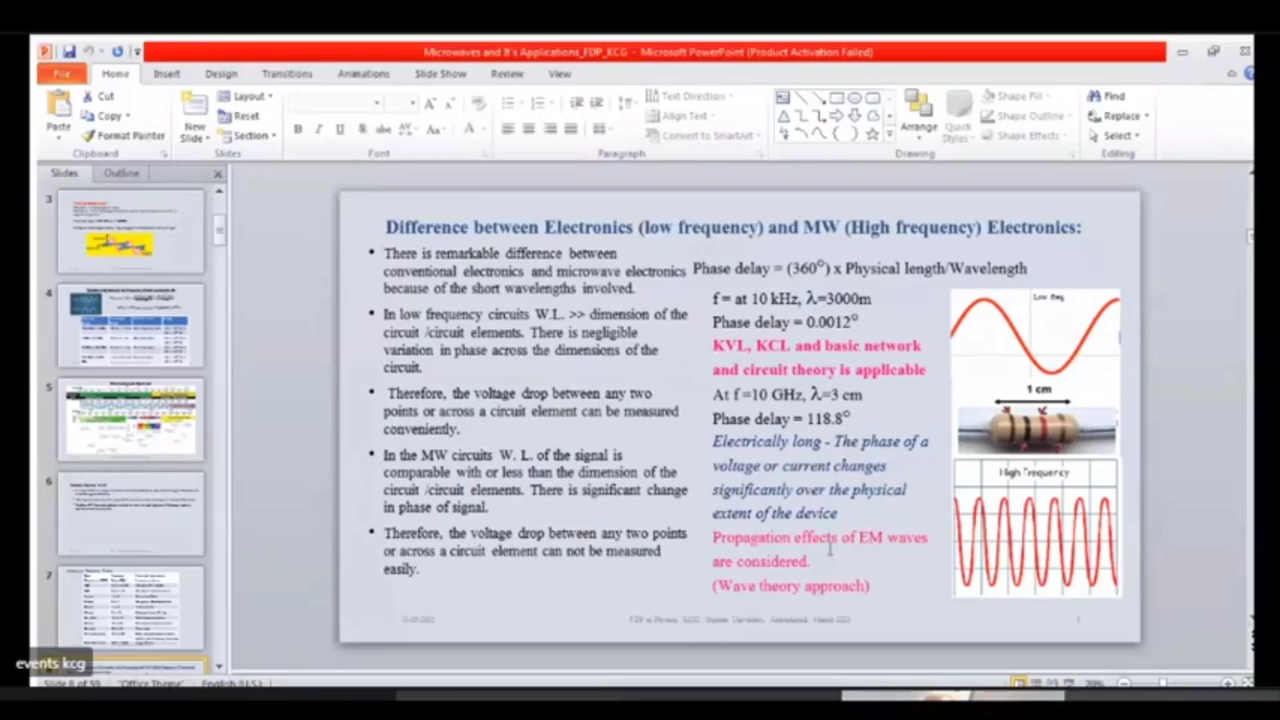 Microwaves and It's Applications_FDP_KCG - Microsoft PowerPoint (Product Activation Failed)
File Home Insert Design Transitions Animations Slide Show Review View
Cut
Copy
Format Painter
Paste
Clipboard
New
Slide
Layout
Reset
Section
Slides
Font
Paragraph
Text Direction
Align Text
Convert to SmartArt
Arrange
Quick
Styles
Shape Fill
Shape Outline
Shape Effects
Drawing
Find
Replace
Select
Editing
Slides Outline
3
4
5
6
7
Difference between Electronics (low frequency) and MW (High frequency) Electronics:
• There is remarkable difference between
conventional electronics and microwave electronics
because of the short wavelengths involved.
• In low frequency circuits W.L. >> dimension of the
circuit /circuit elements. There is negligible
variation in phase across the dimensions of the
circuit.
• Therefore, the voltage drop between any two
points or across a circuit element can be measured
conveniently.
• In the MW circuits W. L. of the signal is
comparable with or less than the dimension of the
circuit /circuit elements. There is significant change
in phase of signal.
• Therefore, the voltage drop between any two points
or across a circuit element can not be measured
easily.
Phase delay = (360°) x Physical length/Wavelength
f = at 10 kHz, λ=3000m
Phase delay = 0.0012°
KVL, KCL and basic network
and circuit theory is applicable
At f =10 GHz, λ=3 cm
Phase delay = 118.8°
Electrically long - The phase of a
voltage or current changes
significantly over the physical
extent of the device
Propagation effects of EM waves
are considered.
(Wave theory approach)
Low freq
1 cm
High Frequency
events kcg
Slide 8 of 59 "Office Theme" English (U.S.)